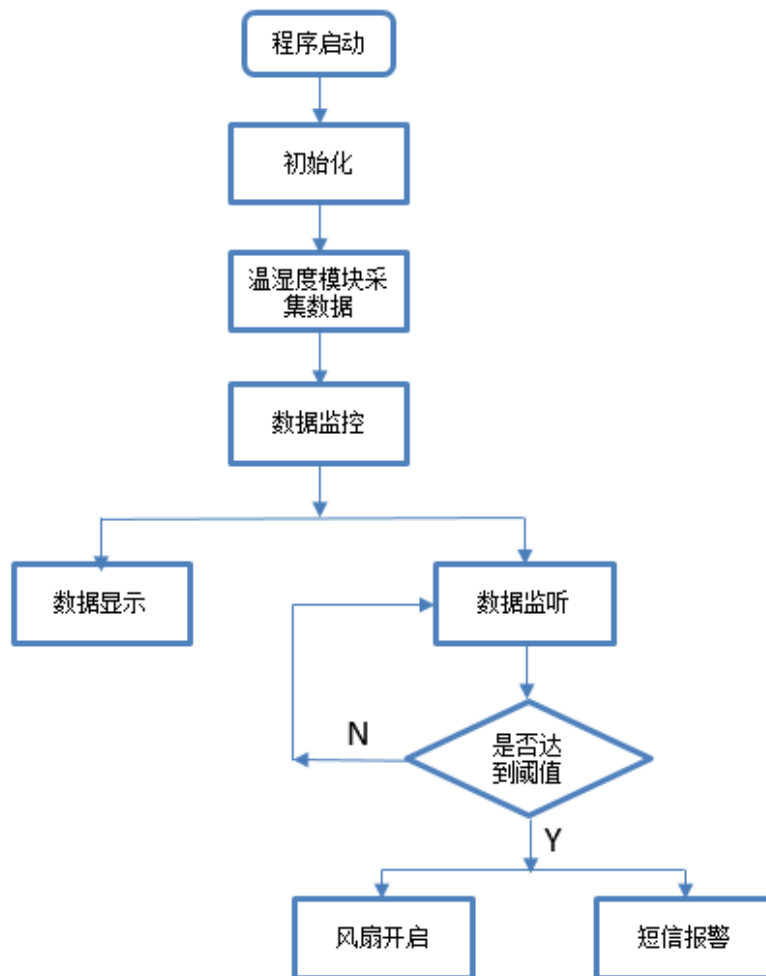 程序启动
初始化
温湿度模块采
集数据
数据监控
数据显示
数据监听
N
是否达
到阈值
Y
风扇开启
短信报警